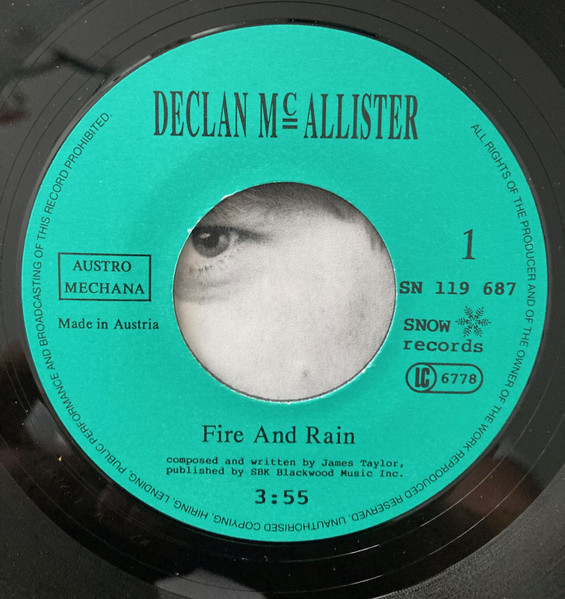 DECLAN McALLISTER
ALL RIGHTS OF THE PRODUCER AND OF THE OWNER OF THE WORK REPRODUCED RESERVED. UNAUTHORISED COPYING, HIRING, LENDING, PUBLIC PERFORMANCE AND BROADCASTING OF THIS RECORD PROHIBITED.
1
SN 119 687
AUSTRO
MECHANA
Made in Austria
SNOW
records
LC 6778
Fire And Rain
composed and written by James Taylor,
published by SBK Blackwood Music Inc.
3:55